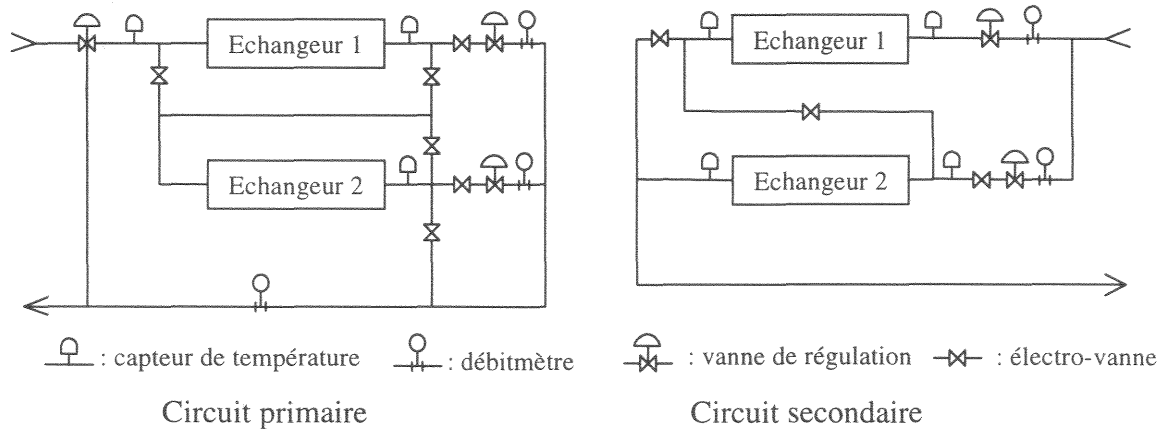 Echangeur 1
Echangeur 2
Echangeur 1
Echangeur 2
: capteur de température
: débitmètre
: vanne de régulation
: électro-vanne
Circuit primaire
Circuit secondaire